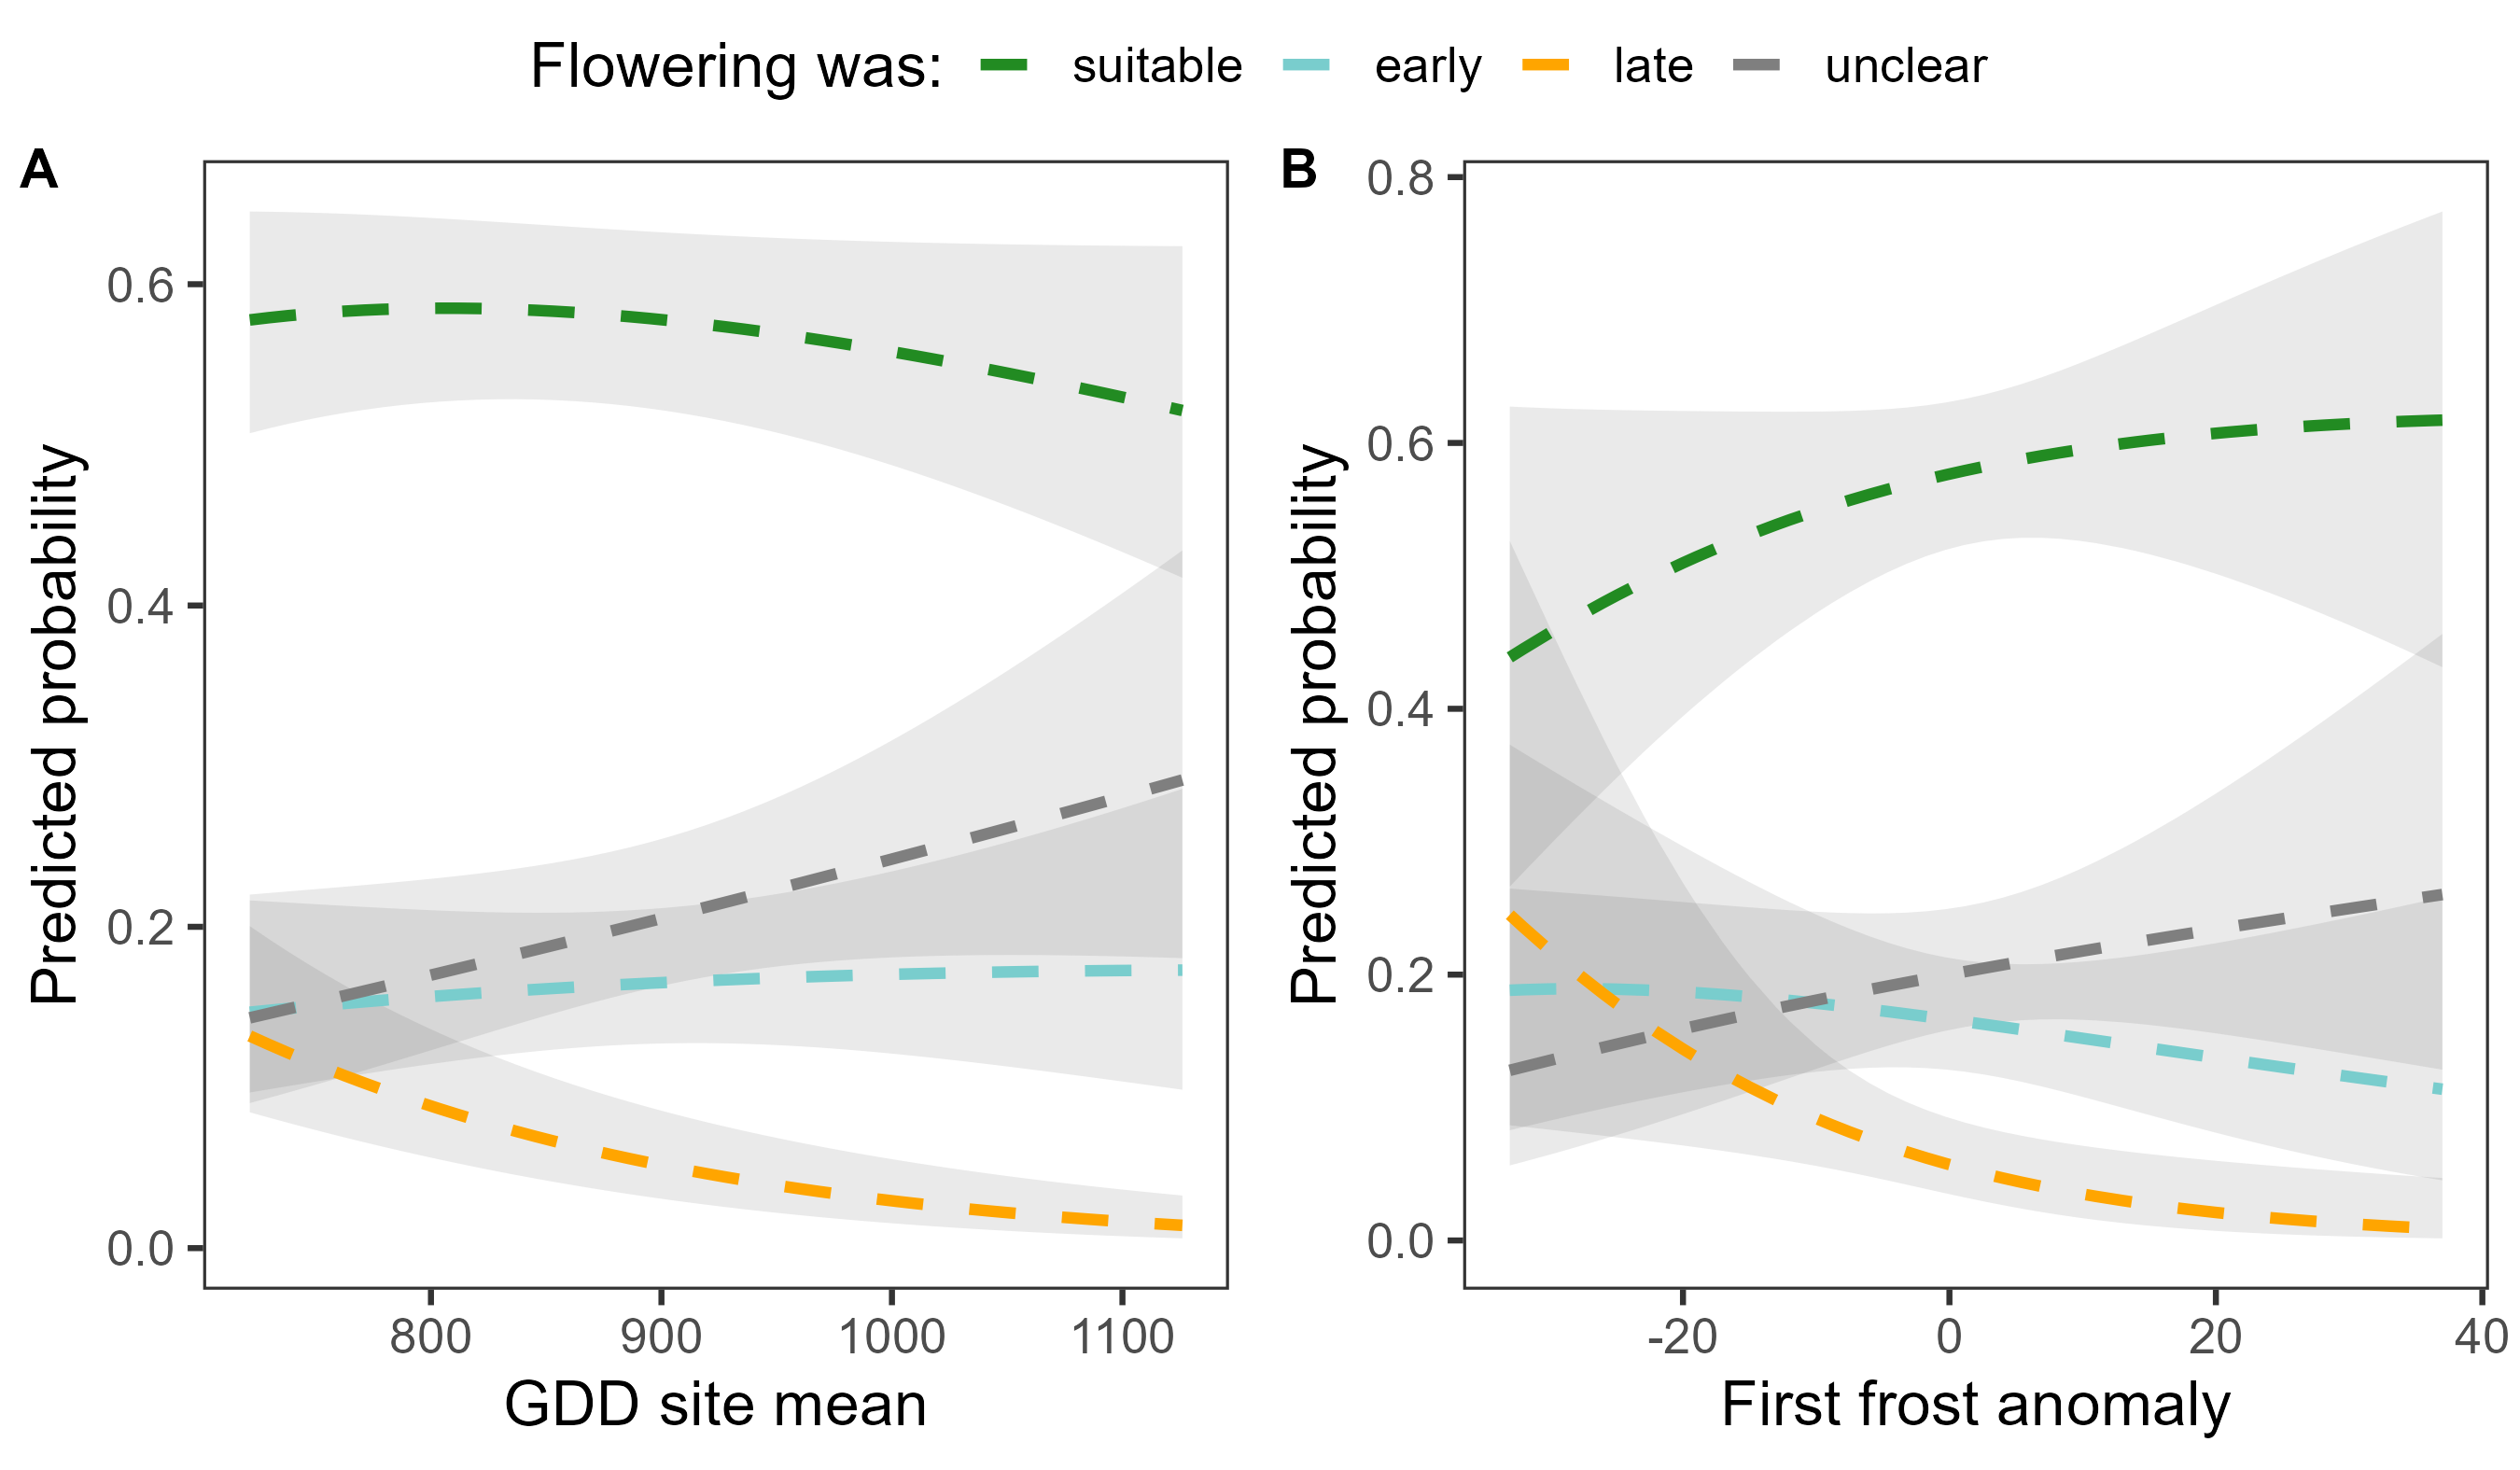 Flowering was: suitable early late unclear
A
Predicted probability
0.6
0.4
0.2
0.0
800 900 1000 1100
GDD site mean
B
Predicted probability
0.8
0.6
0.4
0.2
0.0
-20 0 20 40
First frost anomaly